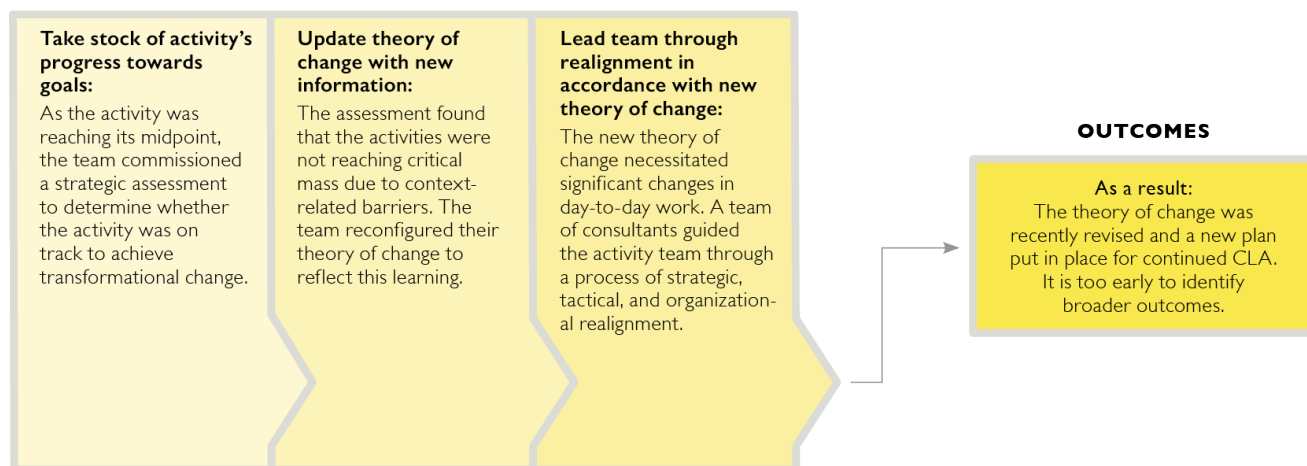 Take stock of activity's
progress towards
goals:
As the activity was
reaching its midpoint,
the team commissioned
a strategic assessment
to determine whether
the activity was on
track to achieve
transformational change.
Update theory of
change with new
information:
The assessment found
that the activities were
not reaching critical
mass due to context-
related barriers. The
team reconfigured their
theory of change to
reflect this learning.
Lead team through
realignment in
accordance with new
theory of change:
The new theory of
change necessitated
significant changes in
day-to-day work. A team
of consultants guided
the activity team through
a process of strategic,
tactical, and organization-
al realignment.
OUTCOMES
As a result:
The theory of change was
recently revised and a new plan
put in place for continued CLA.
It is too early to identify
broader outcomes.